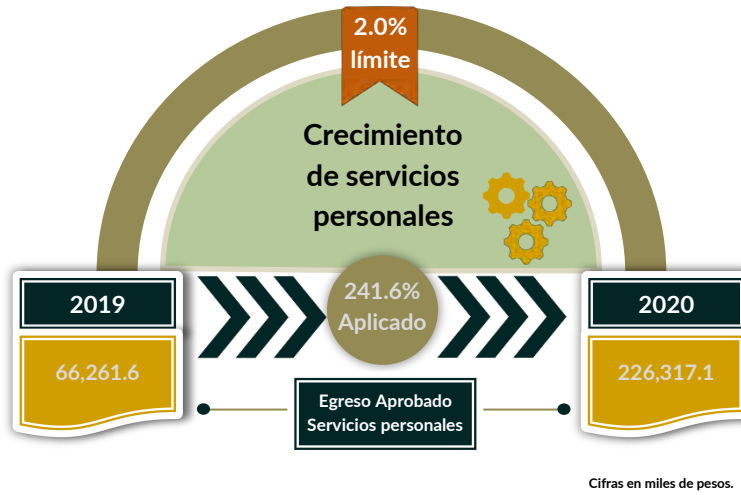 2.0%
límite
Crecimiento
de servicios
personales
2019
241.6%
Aplicado
2020
66,261.6
226,317.1
Egreso Aprobado
Servicios personales
Cifras en miles de pesos.